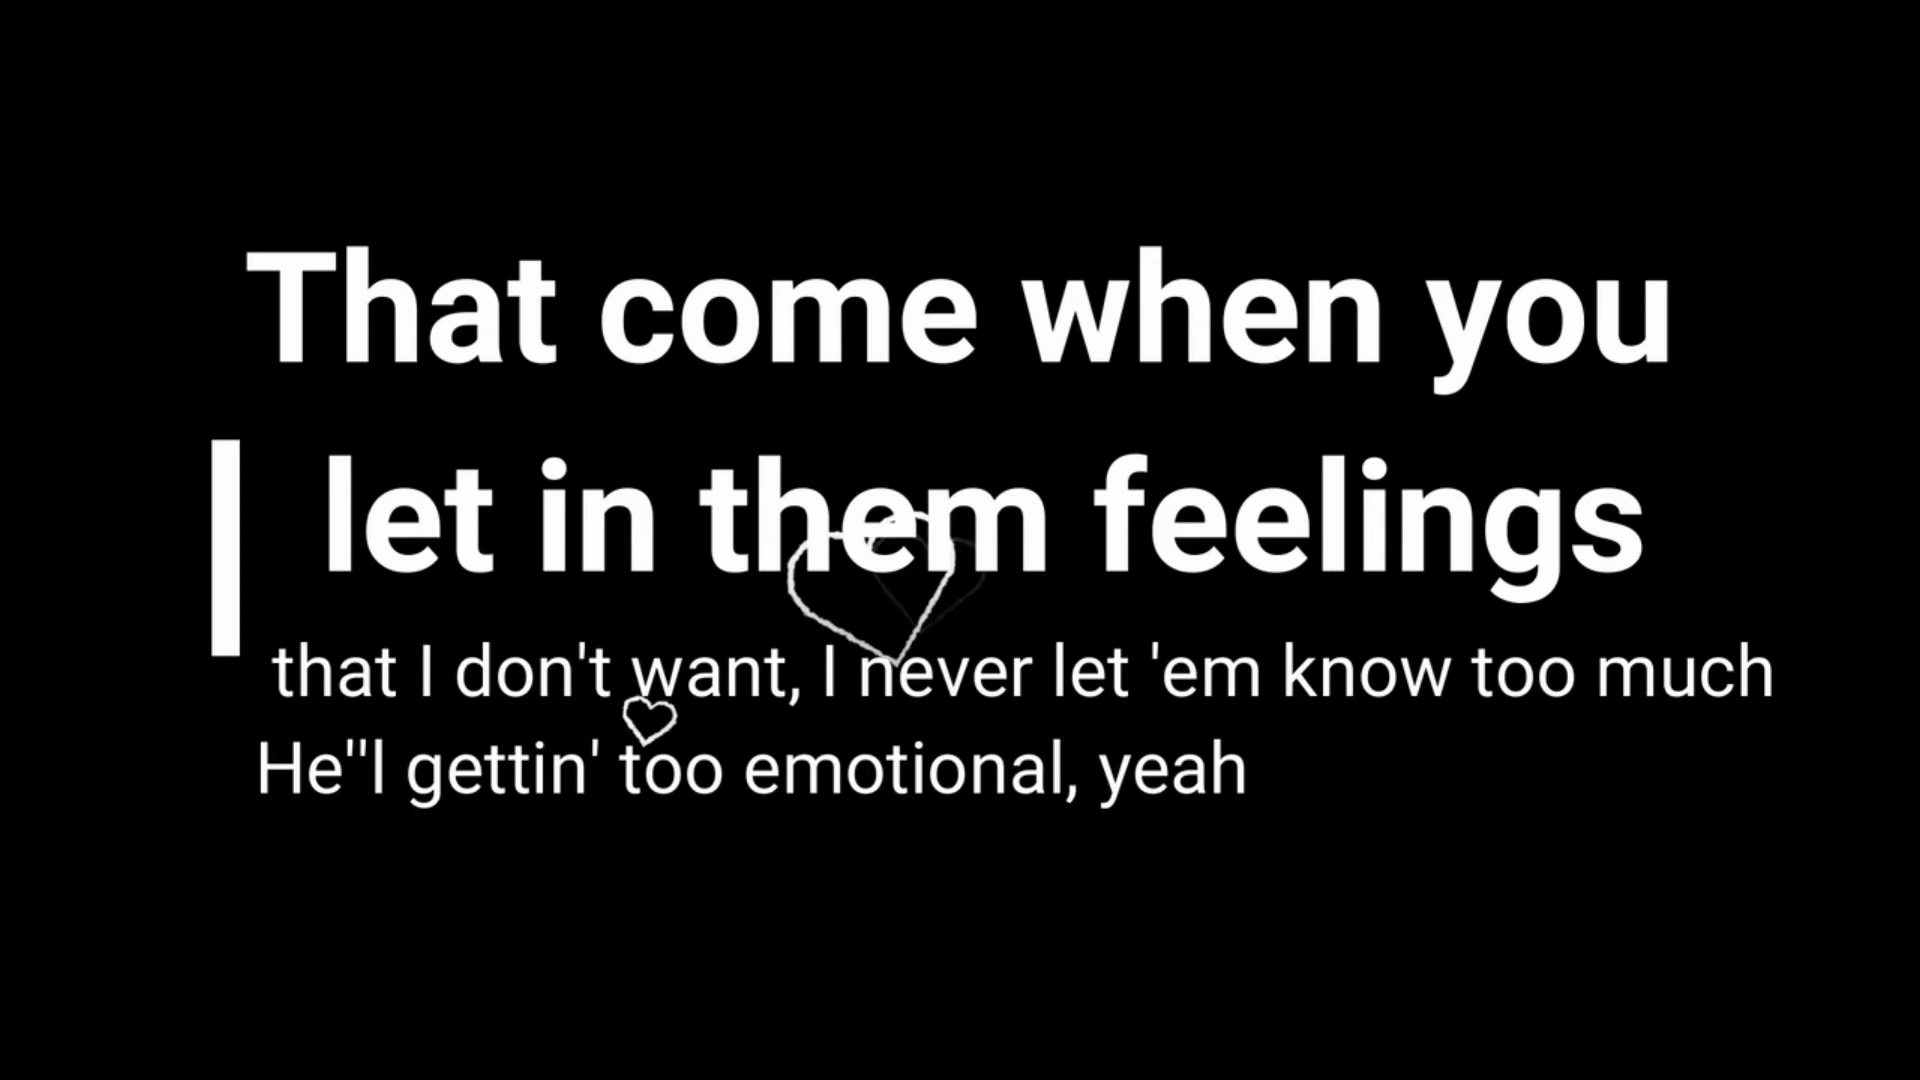 That come when you
let in them feelings
that I don't want, I never let 'em know too much
He''l gettin' too emotional, yeah